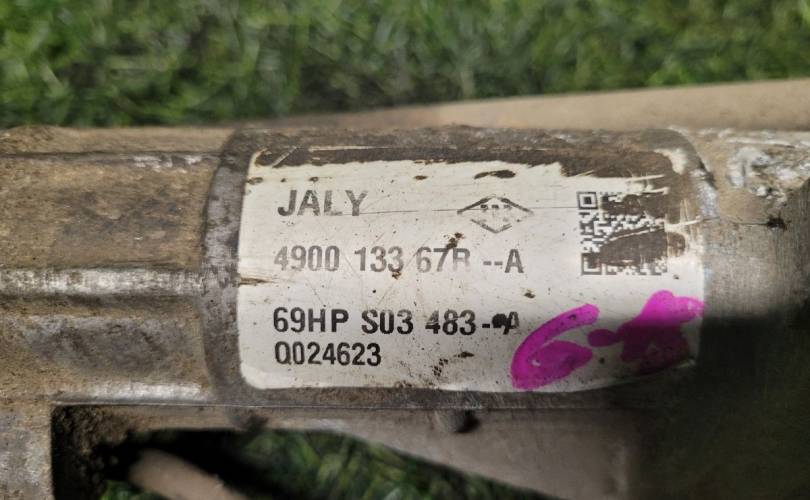 JALY
4900 133 67R --A
69HP S03 483--A
Q024623